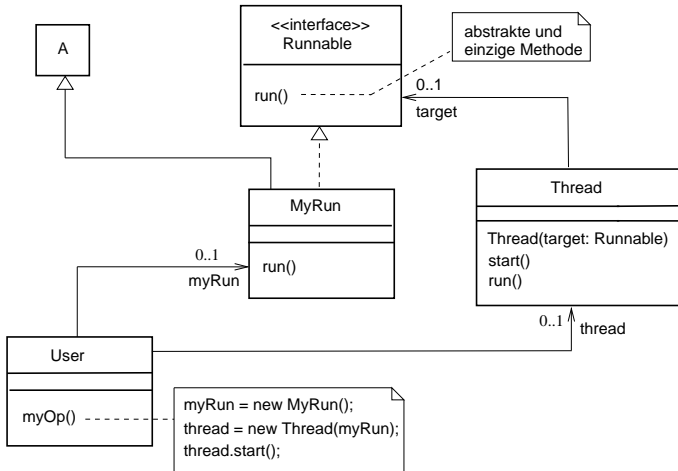 <<interface>>
Runnable
run()
abstrakte und
einzige Methode
A
0..1
target
MyRun
run()
Thread
Thread(target: Runnable)
start()
run()
0..1
myRun
0..1
thread
User
myOp()
myRun = new MyRun();
thread = new Thread(myRun);
thread.start();